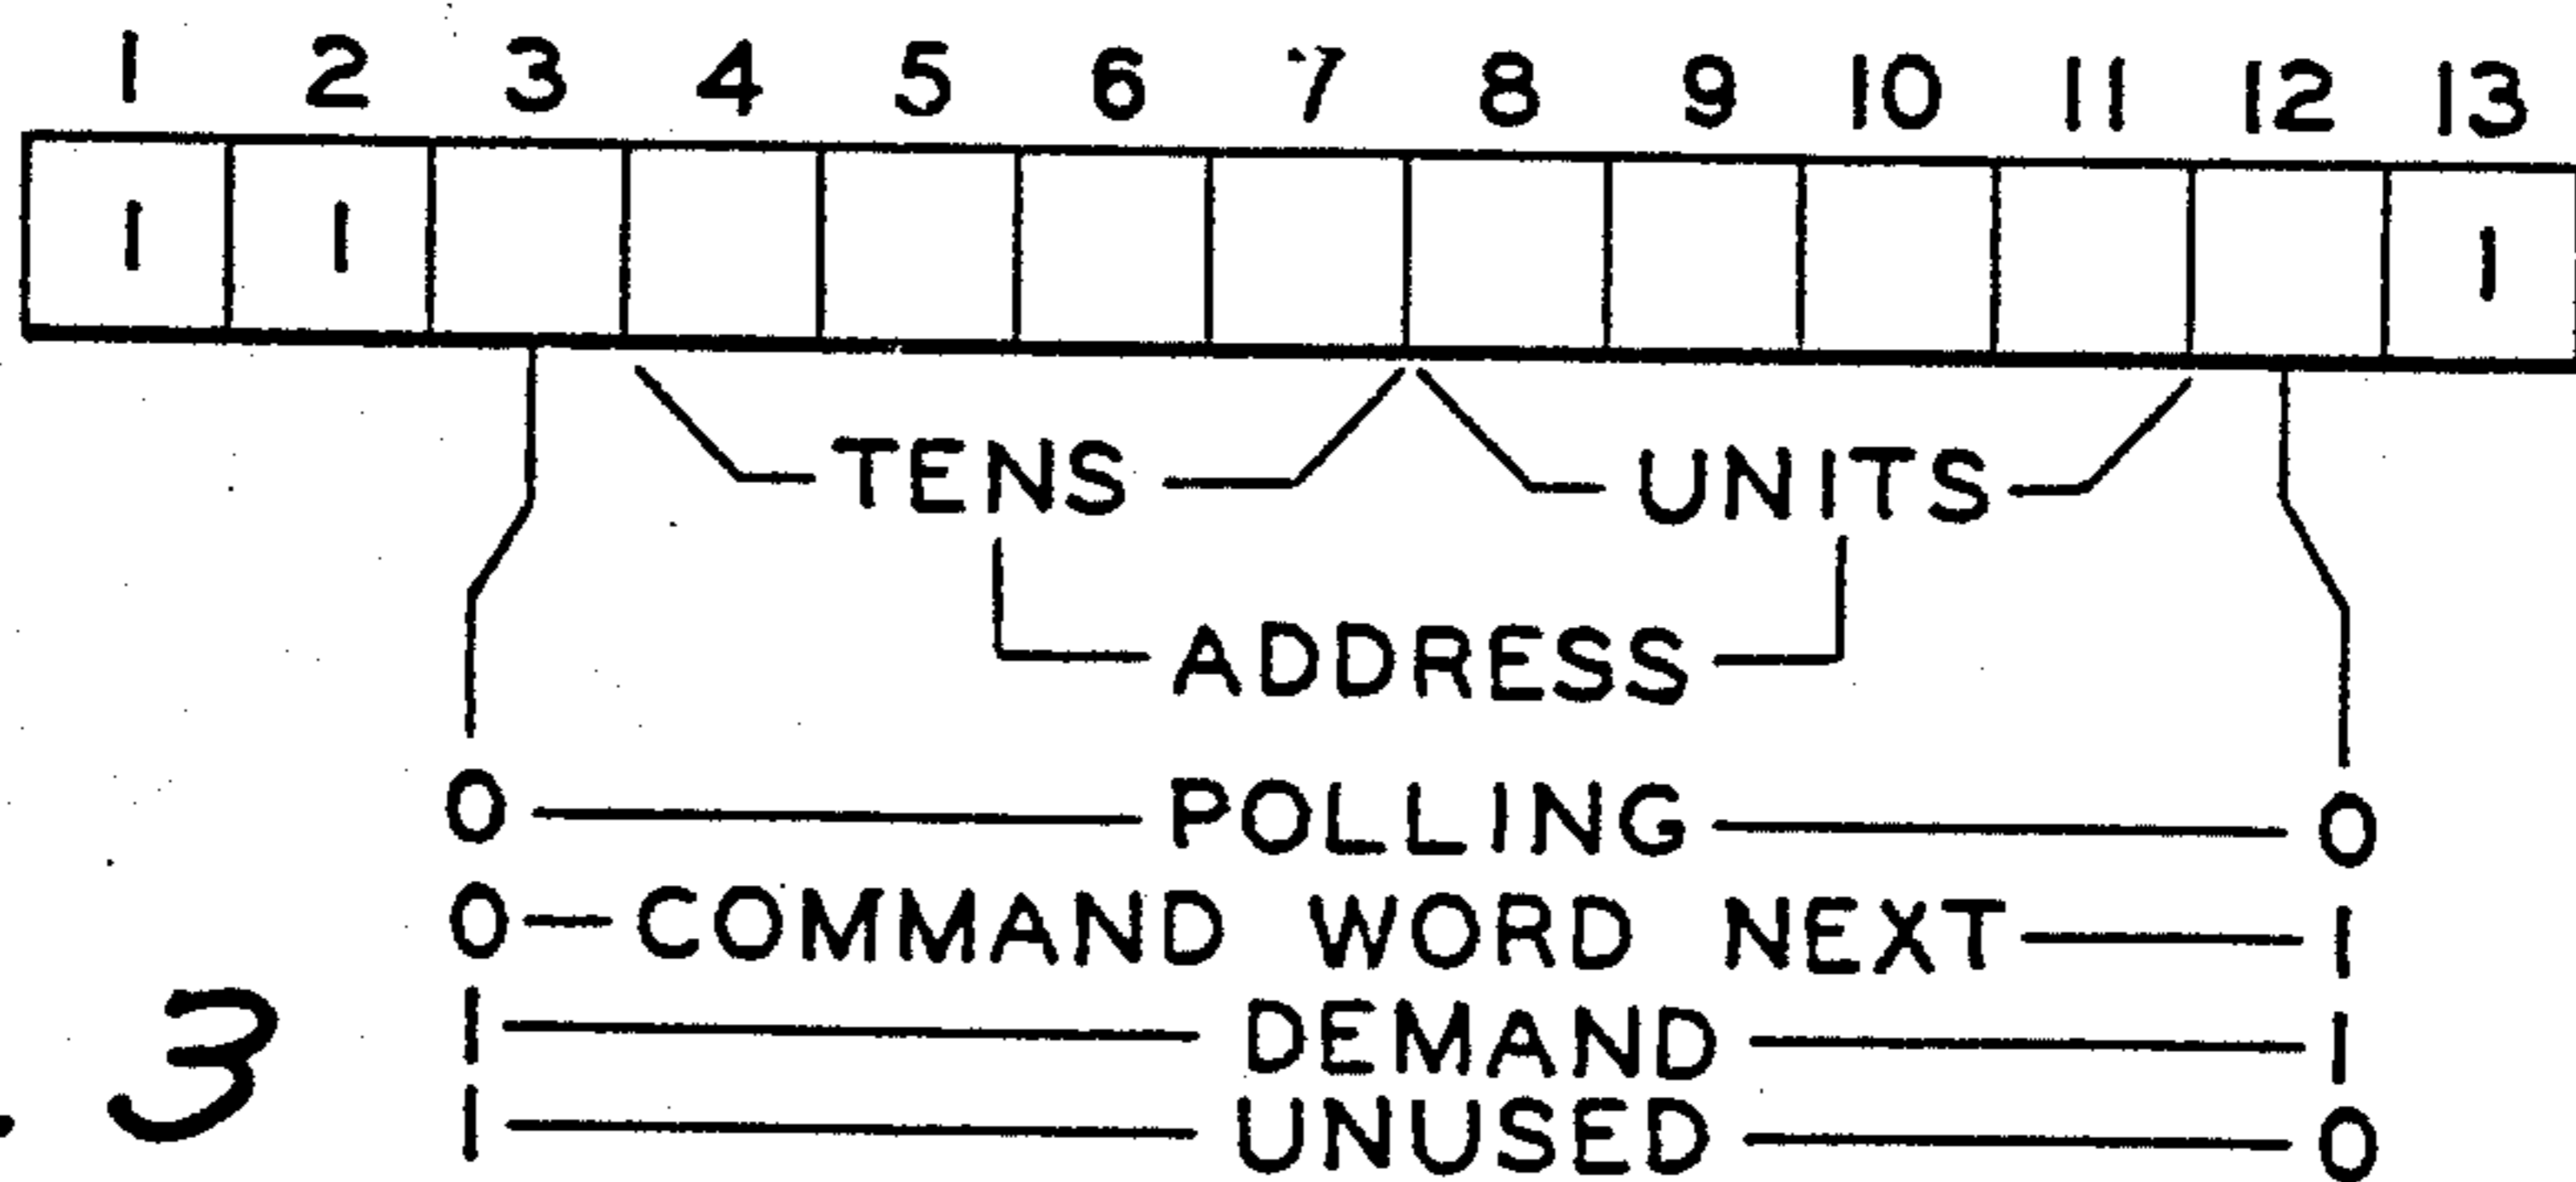 1 2 3 4 5 6 7 8 9 10 11 12 13
1 1 1
TENS UNITS
ADDRESS
0 POLLING 0
0 COMMAND WORD NEXT 1
1 DEMAND 1
1 UNUSED 0
. 3